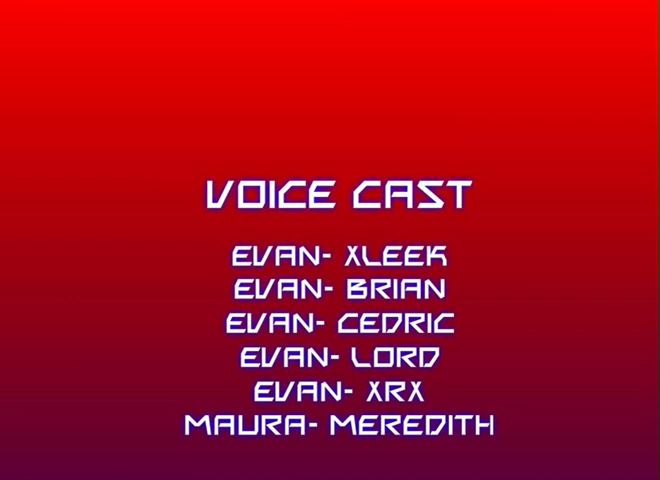 VOICE CAST
EVAN- XLEEK
EVAN- BRIAN
EVAN- CEDRIC
EVAN- LORD
EVAN- XRX
MAURA- MEREDITH